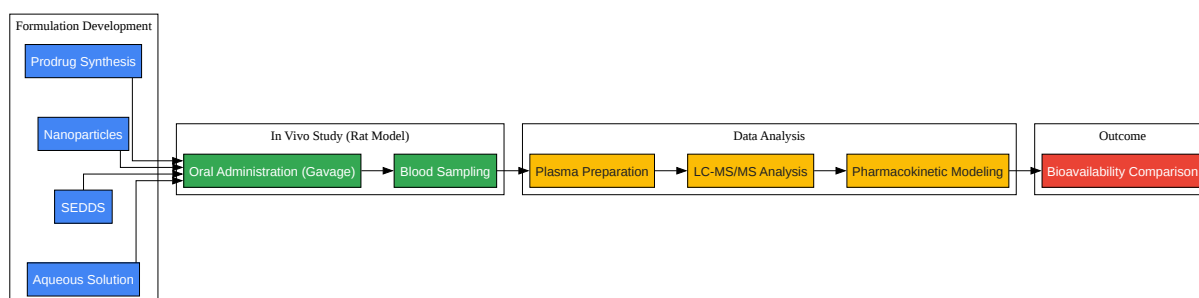 Formulation Development
Prodrug Synthesis
Nanoparticles
SEDDS
Aqueous Solution
In Vivo Study (Rat Model)
Oral Administration (Gavage)
Blood Sampling
Data Analysis
Plasma Preparation
LC-MS/MS Analysis
Pharmacokinetic Modeling
Outcome
Bioavailability Comparison